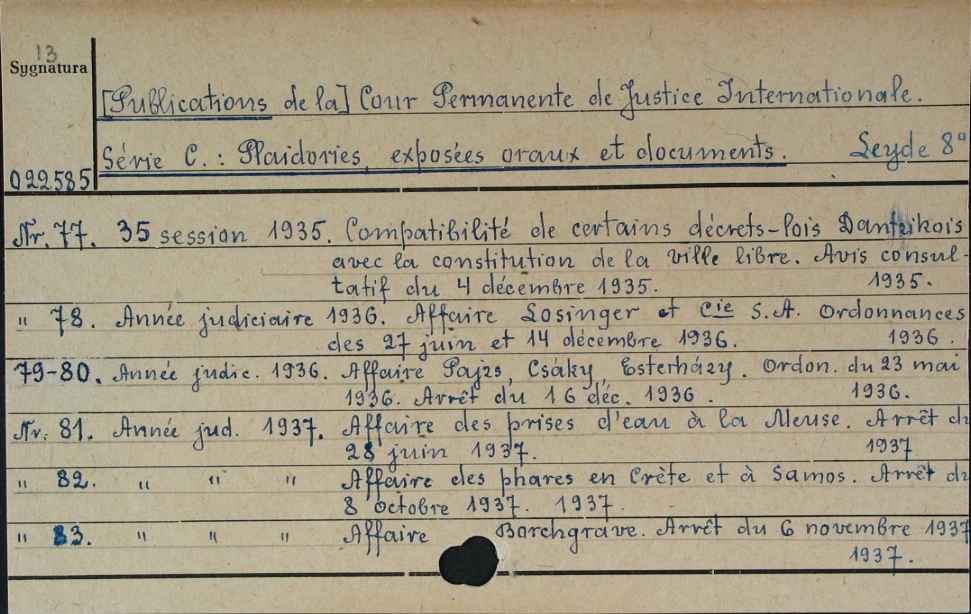 13
Sygnatura
[Publications de la] Cour Permanente de Justice Internationale.
Série C.: Plaidories, exposées oraux et documents. Leyde 8°
022585
Nr. 77. 35 session 1935. Compatibilité de certains décrets-lois Dantzikois
avec la constitution de la ville libre. Avis consul-
tatif du 4 décembre 1935. 1935.
" 78. Année judiciaire 1936. Affaire Losinger et Cie S.A. Ordonnances
des 27 juin et 14 décembre 1936. 1936.
79-80. Année judic. 1936. Affaire Pajzs, Csáky, Esterházy. Ordon. du 23 mai
1936. Arrêt du 16 déc. 1936. 1936.
Nr. 81. Année jud. 1937. Affaire des prises d'eau à la Meuse. Arrêt du
28 juin 1937. 1937
" 82. " " " Affaire des phares en Crète et à Samos. Arrêt du
8 octobre 1937. 1937.
" 83. " " " Affaire Borchgrave. Arrêt du 6 novembre 1937
1937.